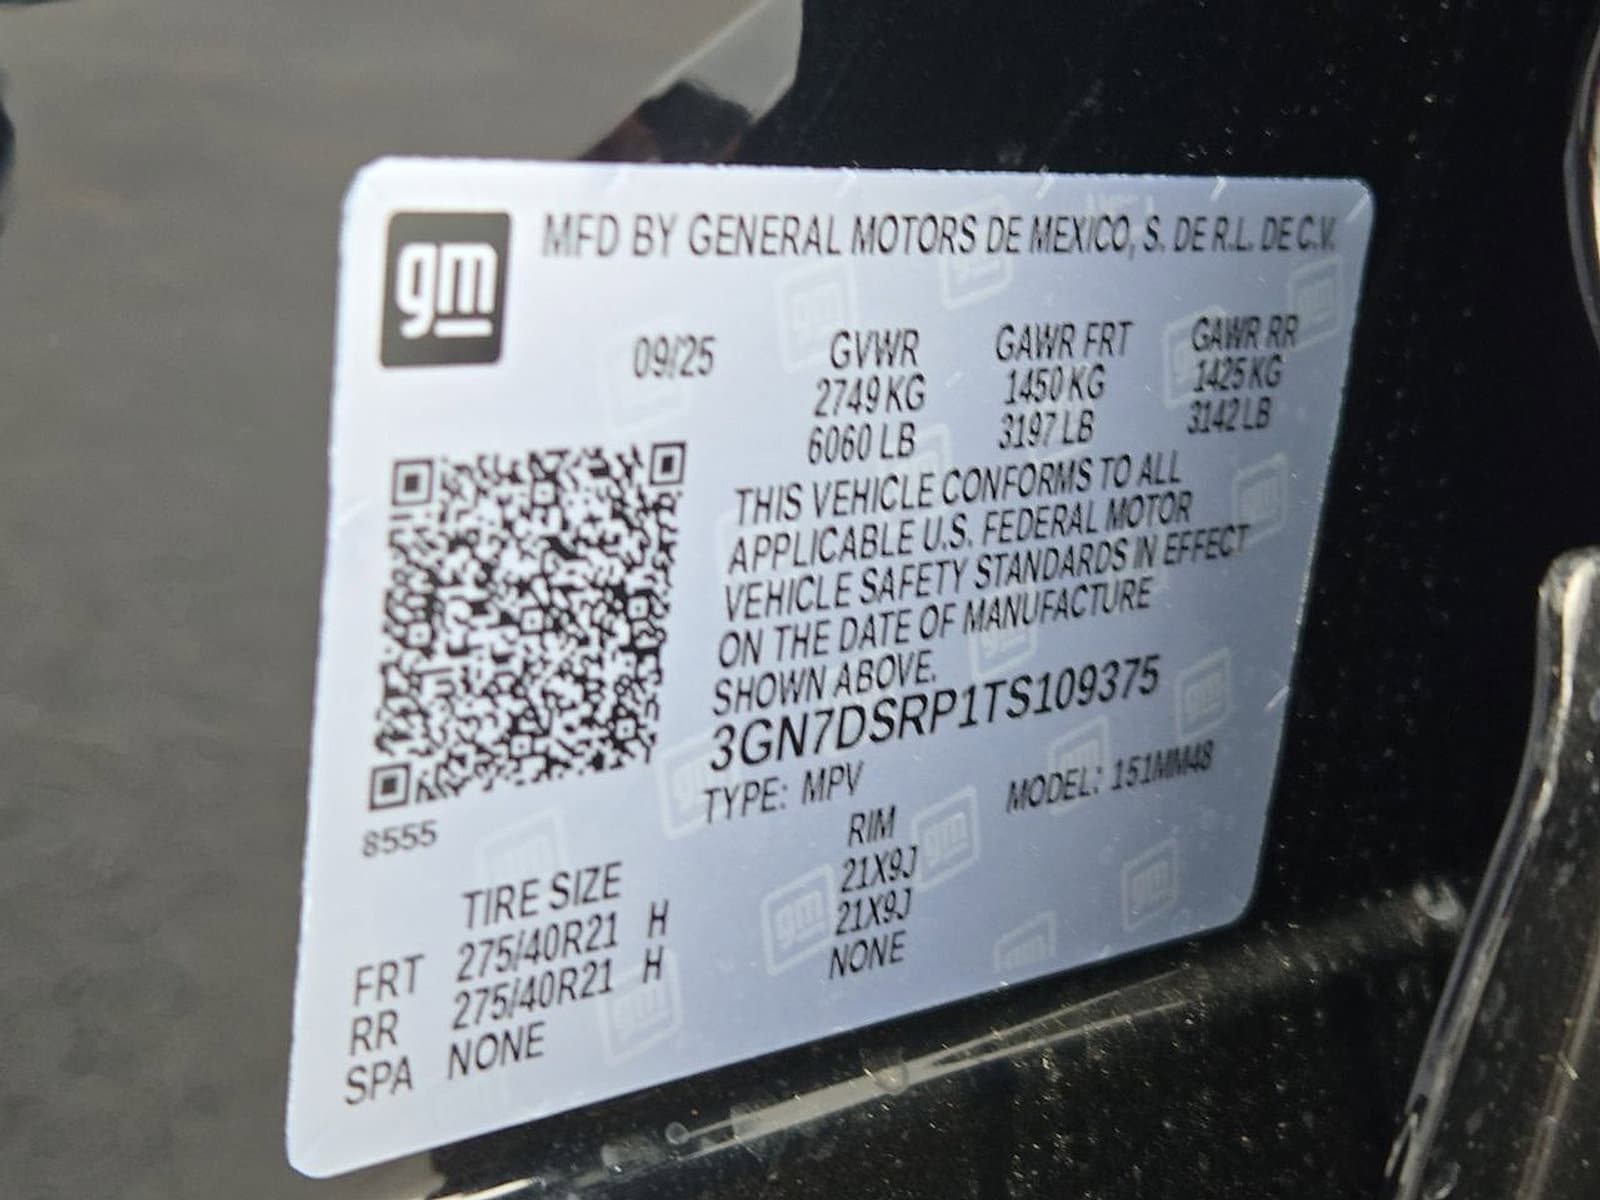 gm
MFD BY GENERAL MOTORS DE MEXICO, S. DE R.L. DE C.V.
09/25
GVWR GAWR FRT GAWR RR
2749 KG 1450 KG 1425 KG
6060 LB 3197 LB 3142 LB
THIS VEHICLE CONFORMS TO ALL
APPLICABLE U.S. FEDERAL MOTOR
VEHICLE SAFETY STANDARDS IN EFFECT
ON THE DATE OF MANUFACTURE
SHOWN ABOVE.
3GN7DSRP1TS109375
TYPE: MPV MODEL: 151MM48
8555
TIRE SIZE RIM
FRT 275/40R21 H 21X9J
RR 275/40R21 H 21X9J
SPA NONE NONE